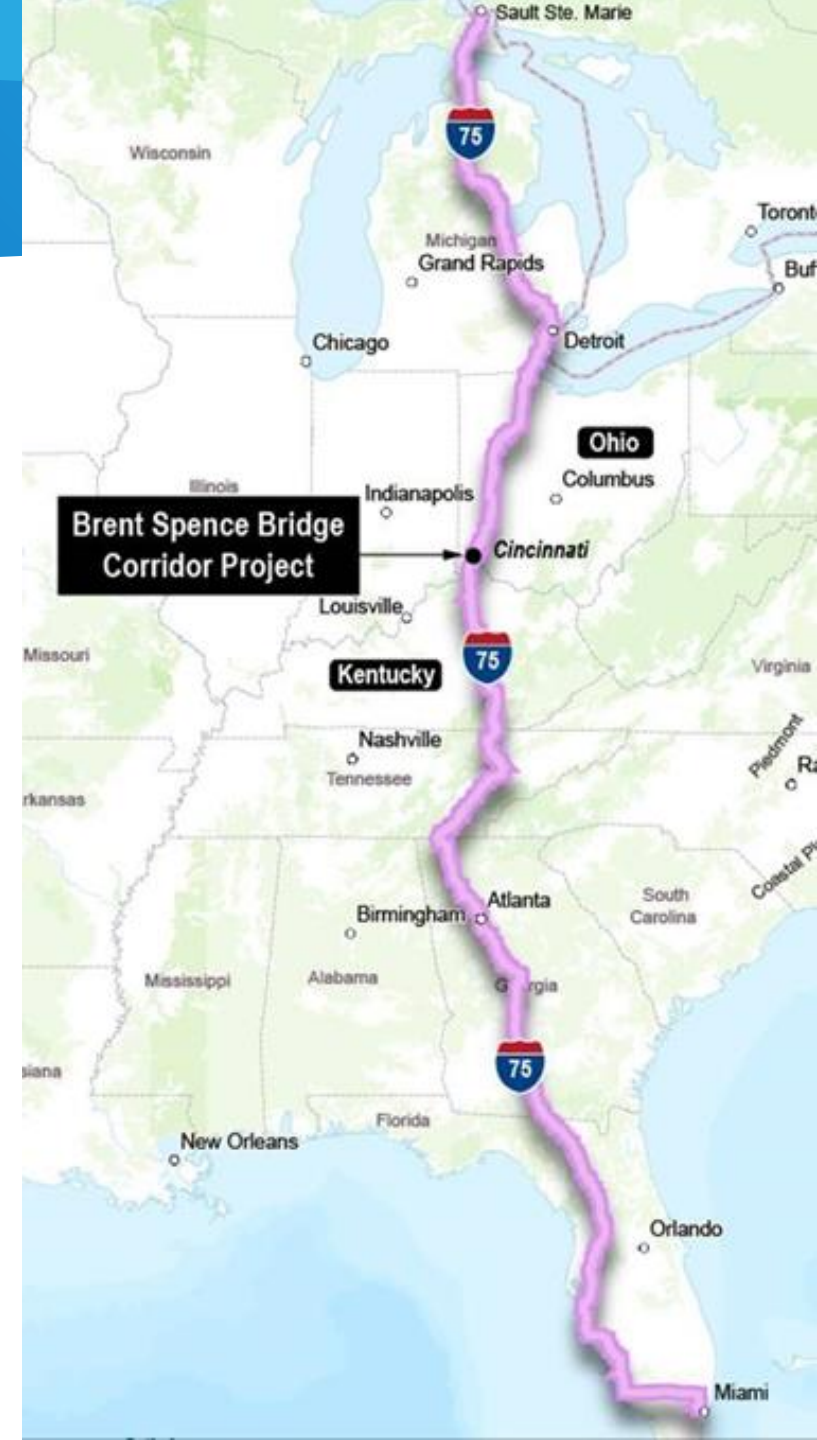 Sault Ste. Marie
75
Wisconsin
Toront
Michigan
Grand Rapids
Buf
Chicago
Detroit
Ohio
Columbus
Illinois
Indianapolis
Brent Spence Bridge
Corridor Project
Cincinnati
Louisville
75
Missouri
Kentucky
Virginia
Nashville
Tennessee
Piedmont
Ra
rkansas
Atlanta
Birmingham
South
Carolina
Coastal Pl
Mississippi
Alabama
G rgia
75
siana
Florida
New Orleans
Orlando
Miami